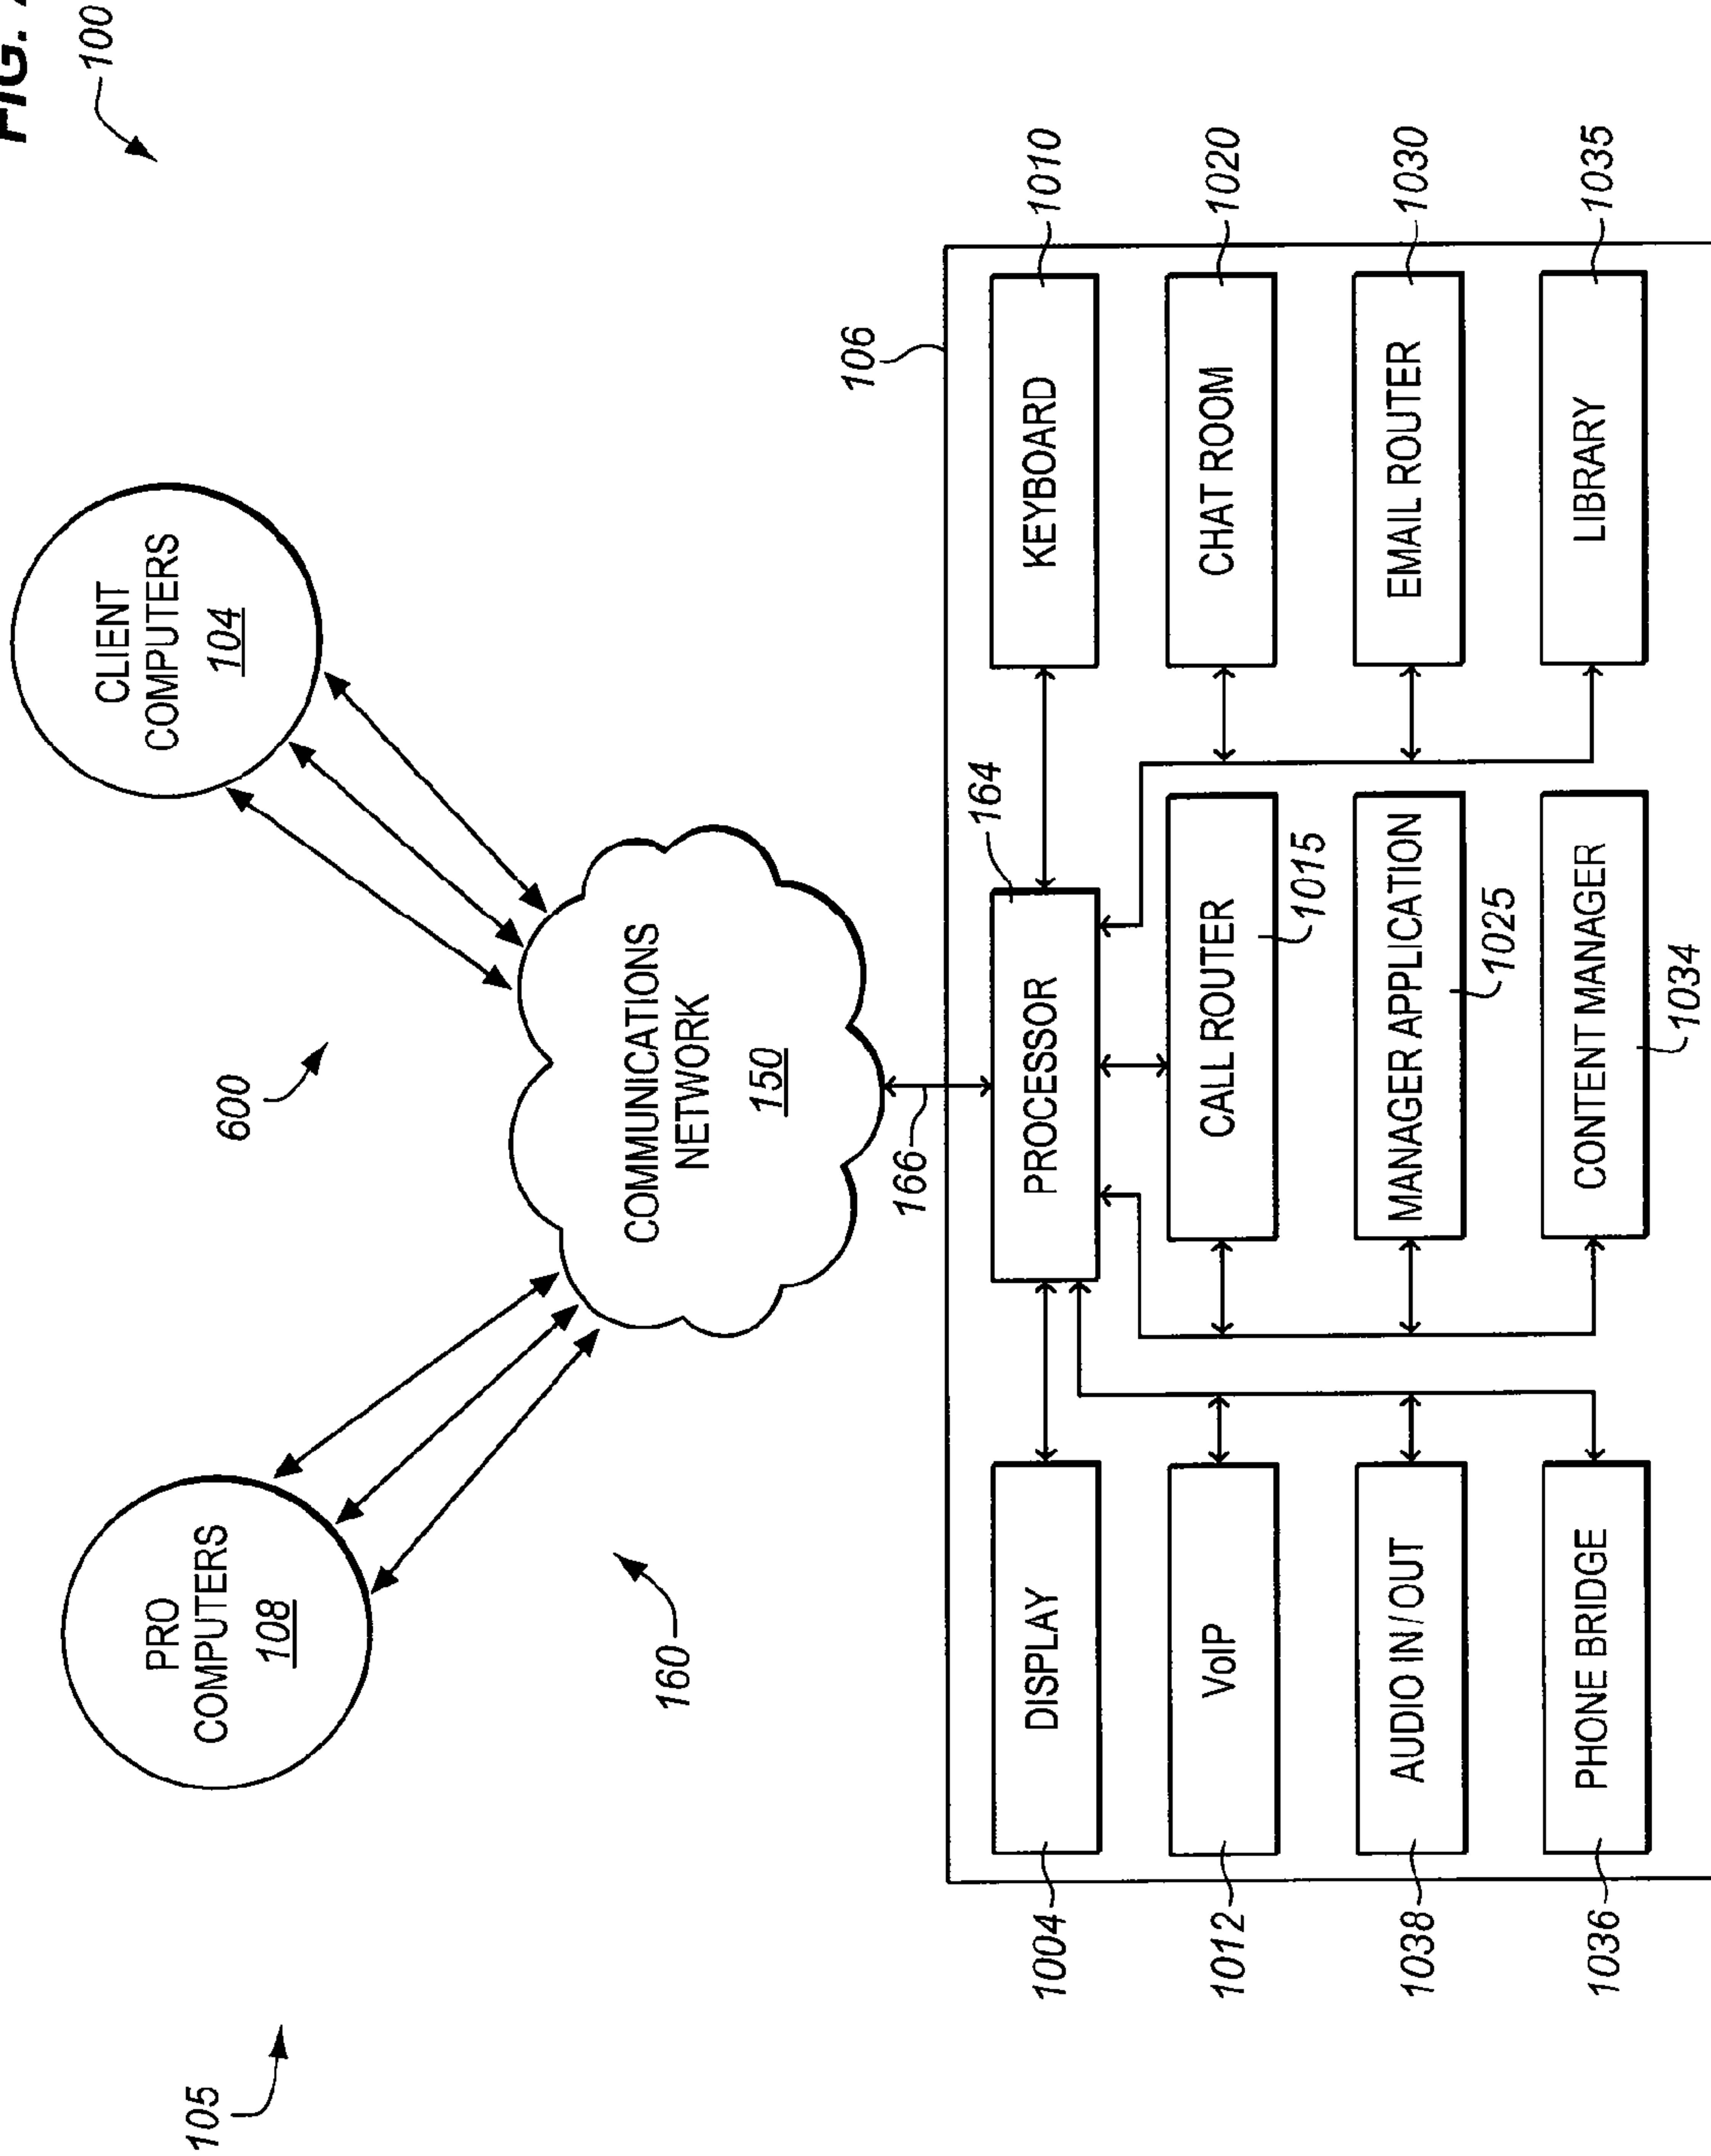 FIG.
100
CLIENT
COMPUTERS
104
PRO
COMPUTERS
108
105
600
160
COMMUNICATIONS
NETWORK
150
166
106
164
1004
DISPLAY
PROCESSOR
KEYBOARD
1010
1012
VoIP
CALL ROUTER
1015
CHAT ROOM
1020
1038
AUDIO IN/OUT
MANAGER APPLICATION
1025
EMAIL ROUTER
1030
1036
PHONE BRIDGE
CONTENT MANAGER
1034
LIBRARY
1035